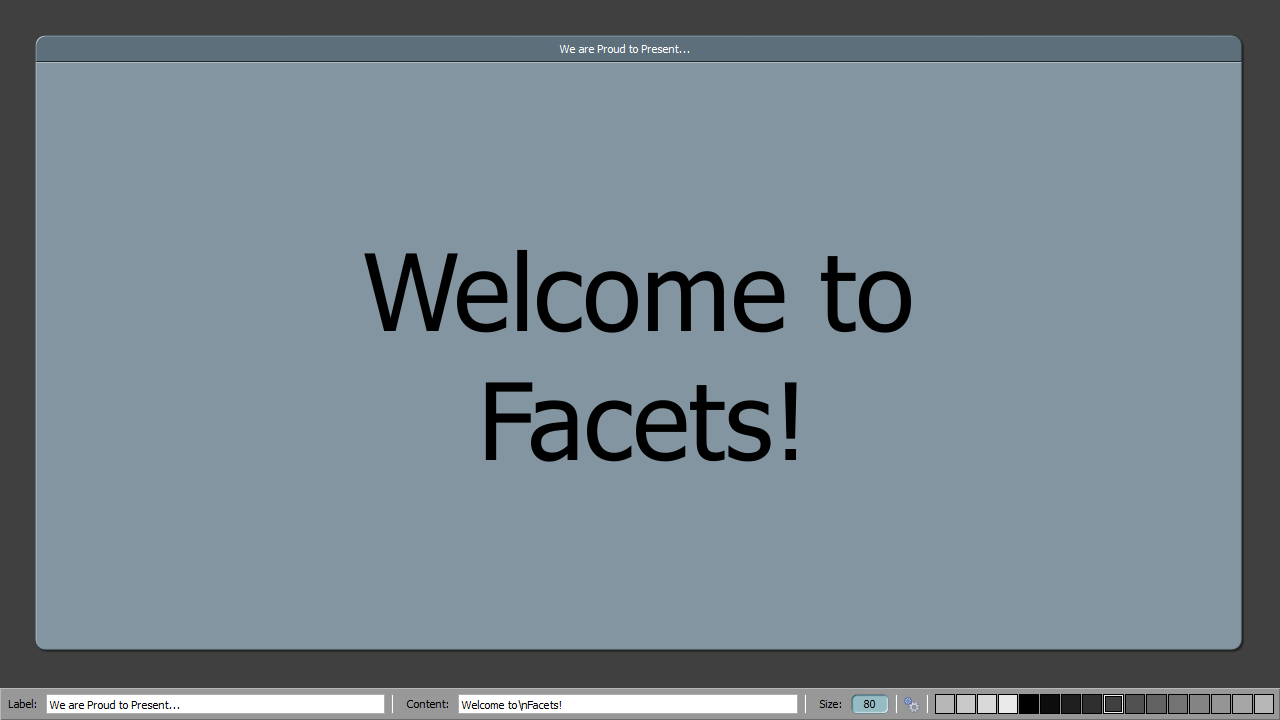 We are Proud to Present...
Welcome to
Facets!
Label: We are Proud to Present... Content: Welcome to\nFacets! Size: 80